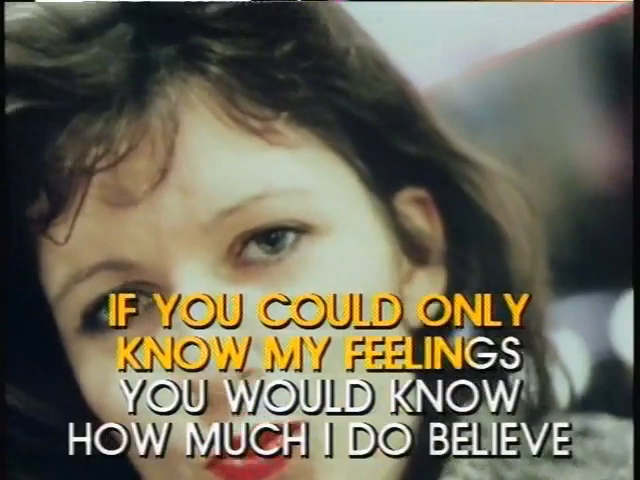 IF YOU COULD ONLY
KNOW MY FEELINGS
YOU WOULD KNOW
HOW MUCH I DO BELIEVE